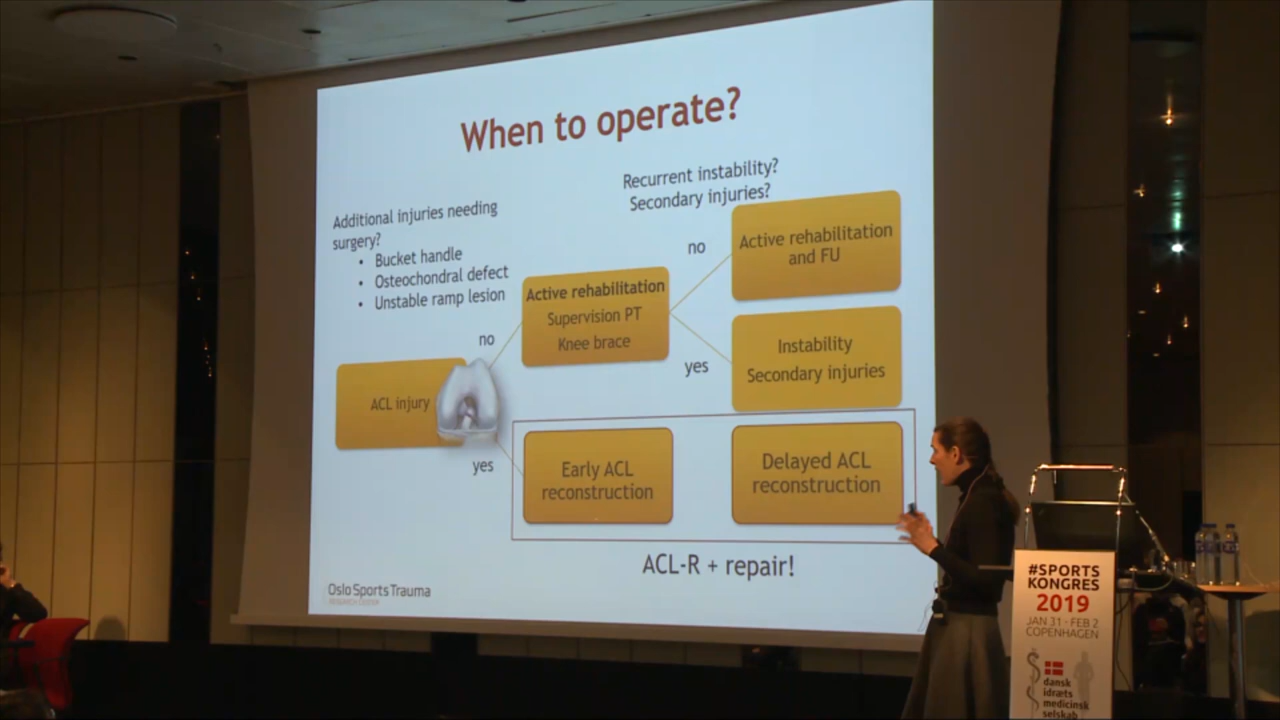 When to operate?
Recurrent instability?
Secondary injuries?
Additional injuries needing
surgery?
• Bucket handle
• Osteochondral defect
• Unstable ramp lesion
no
Active rehabilitation
and FU
Active rehabilitation
Supervision PT
Knee brace
no
yes
Instability
Secondary injuries
ACL injury
yes
Early ACL
reconstruction
Delayed ACL
reconstruction
ACL-R + repair!
Oslo Sports Trauma
RESEARCH CENTER
#SPORTS
KONGRES
2019
JAN 31 - FEB 2
COPENHAGEN
dansk
idræts
medicinsk
selskab